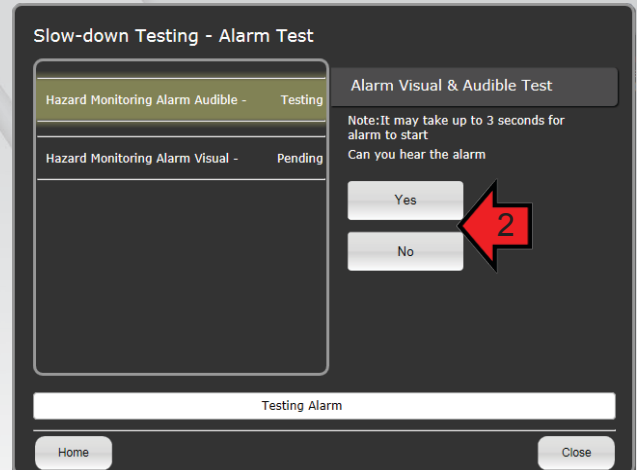 Slow-down Testing - Alarm Test
Hazard Monitoring Alarm Audible - Testing
Hazard Monitoring Alarm Visual - Pending
Alarm Visual & Audible Test
Note:It may take up to 3 seconds for
alarm to start
Can you hear the alarm
Yes
2
No
Testing Alarm
Home
Close